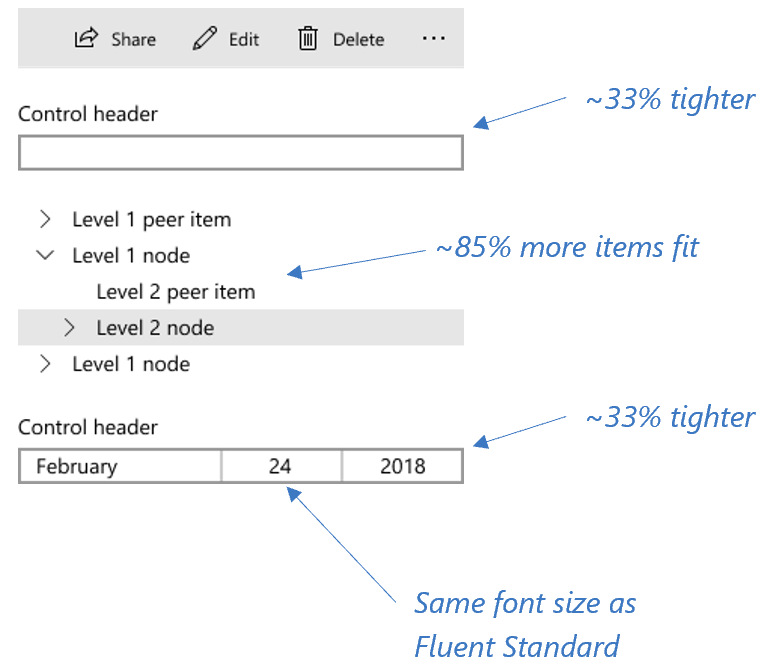 Share Edit Delete ...
~33% tighter
Control header
Level 1 peer item
~85% more items fit
Level 1 node
Level 2 peer item
Level 2 node
Level 1 node
~33% tighter
Control header
February 24 2018
Same font size as
Fluent Standard